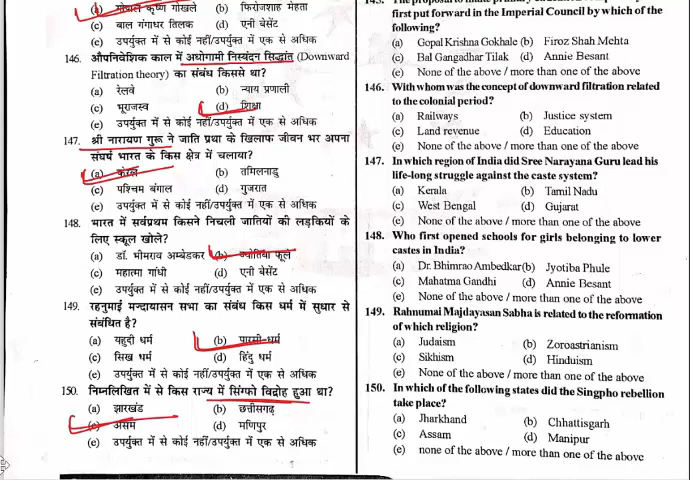 (a) गोपाल कृष्ण गोखले (b) फिरोजशाह मेहता
(c) बाल गंगाधर तिलक (d) एनी बेसेंट
(e) उपर्युक्त में से कोई नहीं/उपर्युक्त में एक से अधिक
146. औपनिवेशिक काल में अधोगामी निस्यंदन सिद्धांत (Downward
Filtration theory) का संबंध किससे था?
(a) रेलवे (b) न्याय प्रणाली
(c) भूराजस्व (d) शिक्षा
(e) उपर्युक्त में से कोई नहीं/उपर्युक्त में एक से अधिक
147. श्री नारायण गुरू ने जाति प्रथा के खिलाफ जीवन भर अपना
संघर्ष भारत के किस क्षेत्र में चलाया?
(a) केरल (b) तमिलनाडु
(c) पश्चिम बंगाल (d) गुजरात
(e) उपर्युक्त में से कोई नहीं/उपर्युक्त में एक से अधिक
148. भारत में सर्वप्रथम किसने निचली जातियों की लड़कियों के
लिए स्कूल खोले?
(a) डॉ. भीमराव अम्बेडकर (b) ज्योतिबा फूले
(c) महात्मा गांधी (d) एनी बेसेंट
(e) उपर्युक्त में से कोई नहीं/उपर्युक्त में एक से अधिक
149. रहनुमाई मज्दायासन सभा का संबंध किस धर्म में सुधार से
संबंधित है?
(a) यहुदी धर्म (b) पारसी धर्म
(c) सिख धर्म (d) हिंदु धर्म
(e) उपर्युक्त में से कोई नहीं/उपर्युक्त में एक से अधिक
150. निम्नलिखित में से किस राज्य में सिंगफो विद्रोह हुआ था?
(a) झारखंड (b) छत्तीसगढ़
(c) असम (d) मणिपुर
(e) उपर्युक्त में से कोई नहीं/उपर्युक्त में एक से अधिक
first put forward in the Imperial Council by which of the
following?
(a) Gopal Krishna Gokhale (b) Firoz Shah Mehta
(c) Bal Gangadhar Tilak (d) Annie Besant
(e) None of the above / more than one of the above
146. With whom was the concept of downward filtration related
to the colonial period?
(a) Railways (b) Justice system
(c) Land revenue (d) Education
(e) None of the above / more than one of the above
147. In which region of India did Sree Narayana Guru lead his
life-long struggle against the caste system?
(a) Kerala (b) Tamil Nadu
(c) West Bengal (d) Gujarat
(c) None of the above / more than one of the above
148. Who first opened schools for girls belonging to lower
castes in India?
(a) Dr. Bhimrao Ambedkar (b) Jyotiba Phule
(c) Mahatma Gandhi (d) Annie Besant
(e) None of the above / more than one of the above
149. Rahnumai Majdayasan Sabha is related to the reformation
of which religion?
(a) Judaism (b) Zoroastrianism
(c) Sikhism (d) Hinduism
(e) None of the above / more than one of the above
150. In which of the following states did the Singpho rebellion
take place?
(a) Jharkhand (b) Chhattisgarh
(c) Assam (d) Manipur
(e) none of the above / more than one of the above